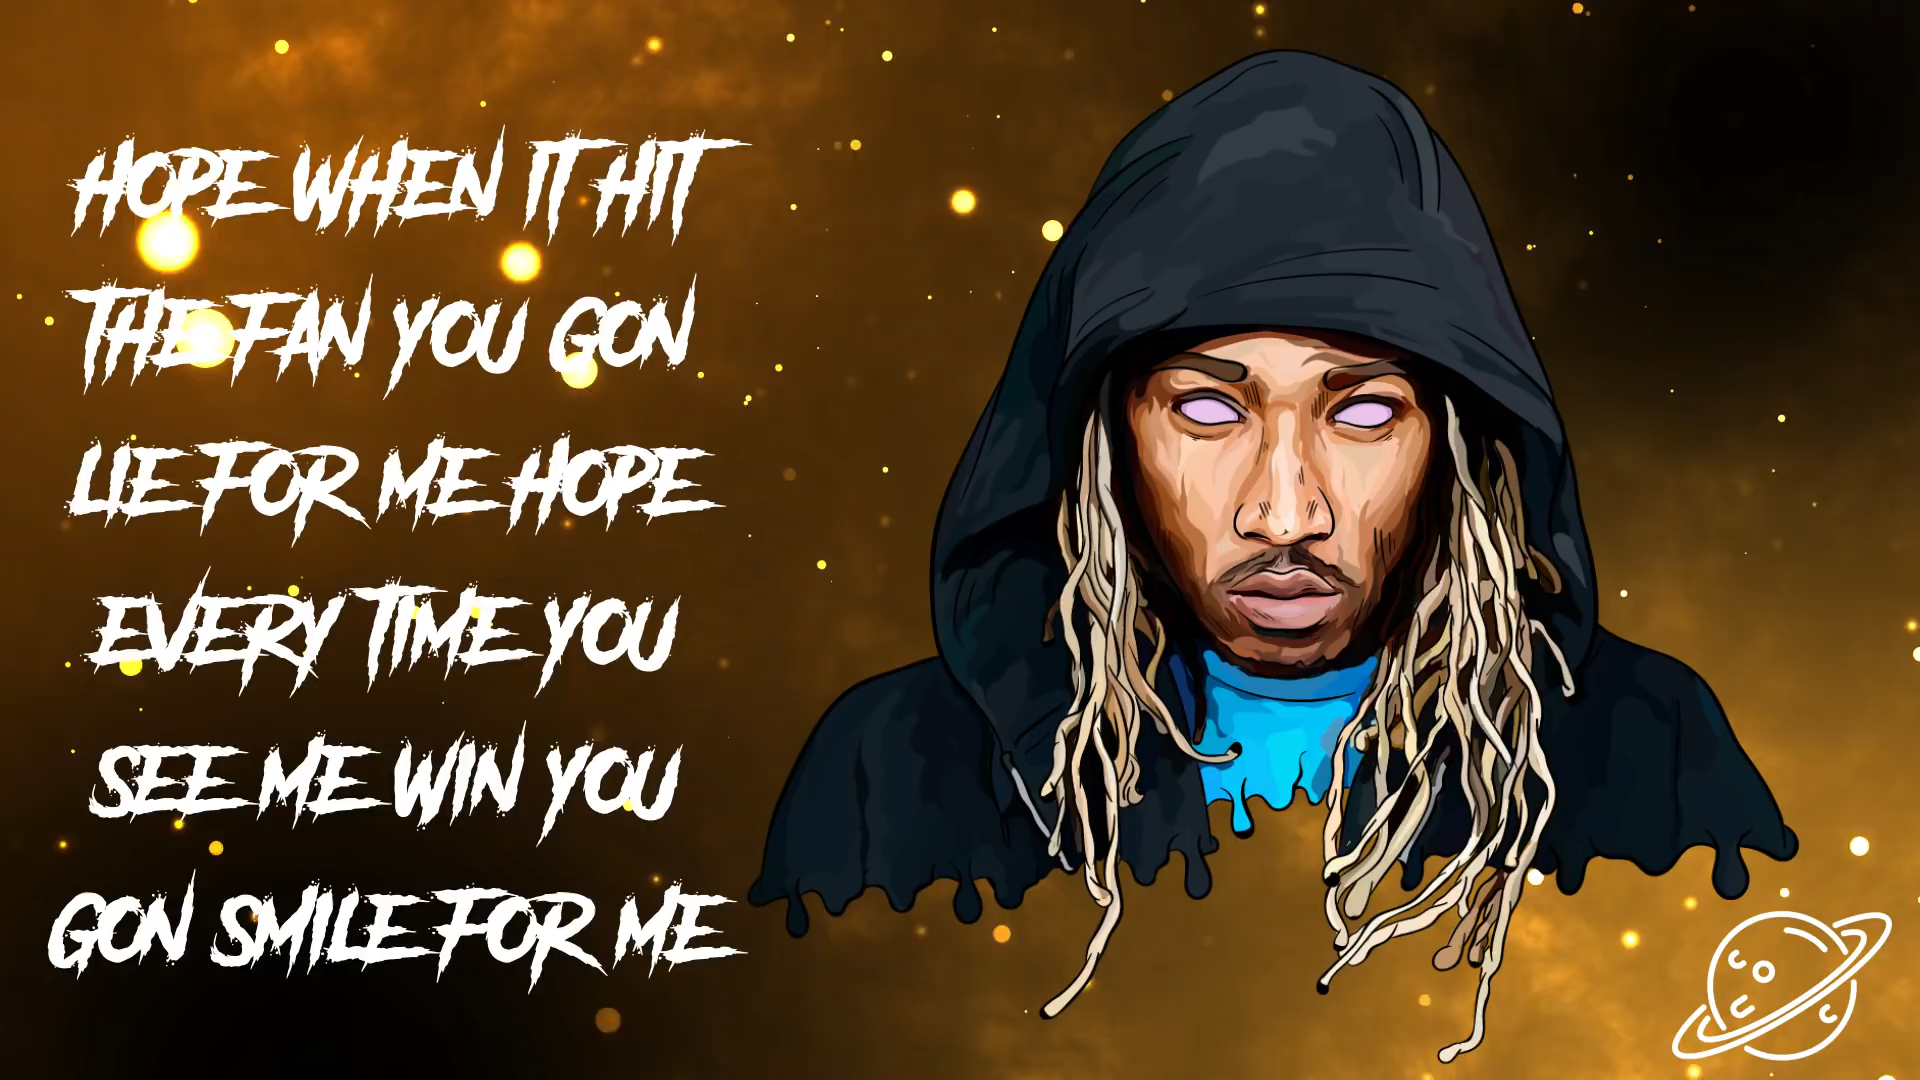 HOPE WHEN IT HIT
THE FAN YOU GON
LIE FOR ME HOPE
EVERY TIME YOU
SEE ME WIN YOU
GON SMILE FOR ME